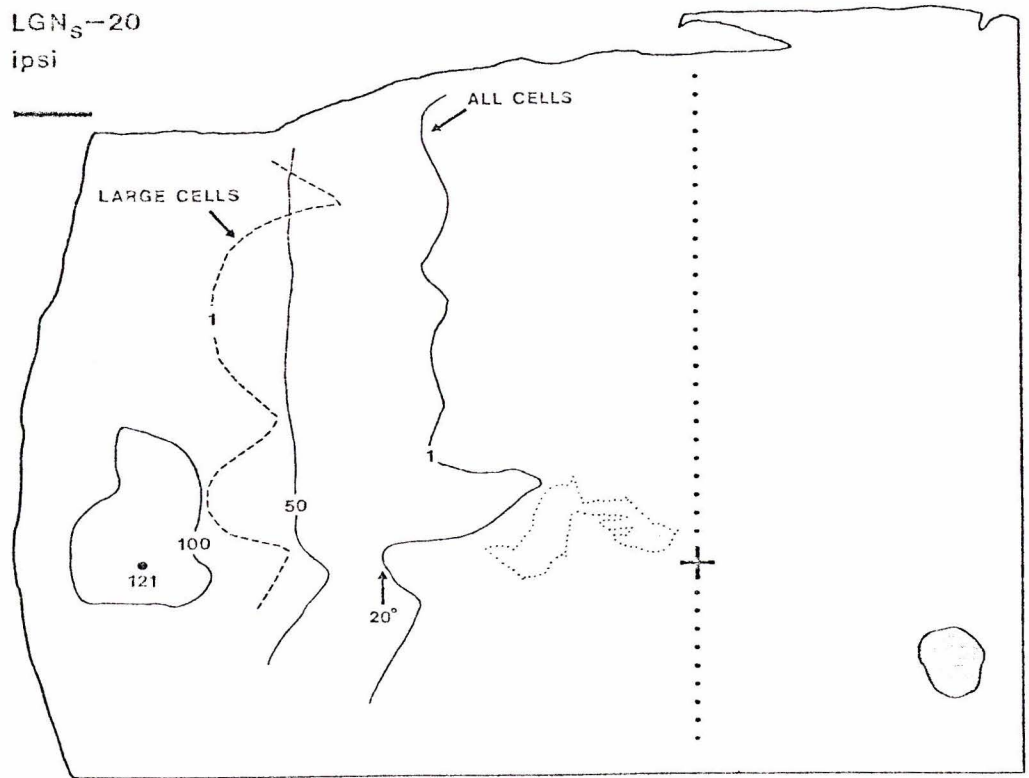 LGNₛ-20
ipsi
ALL CELLS
LARGE CELLS
1
1
50
100
121
20°